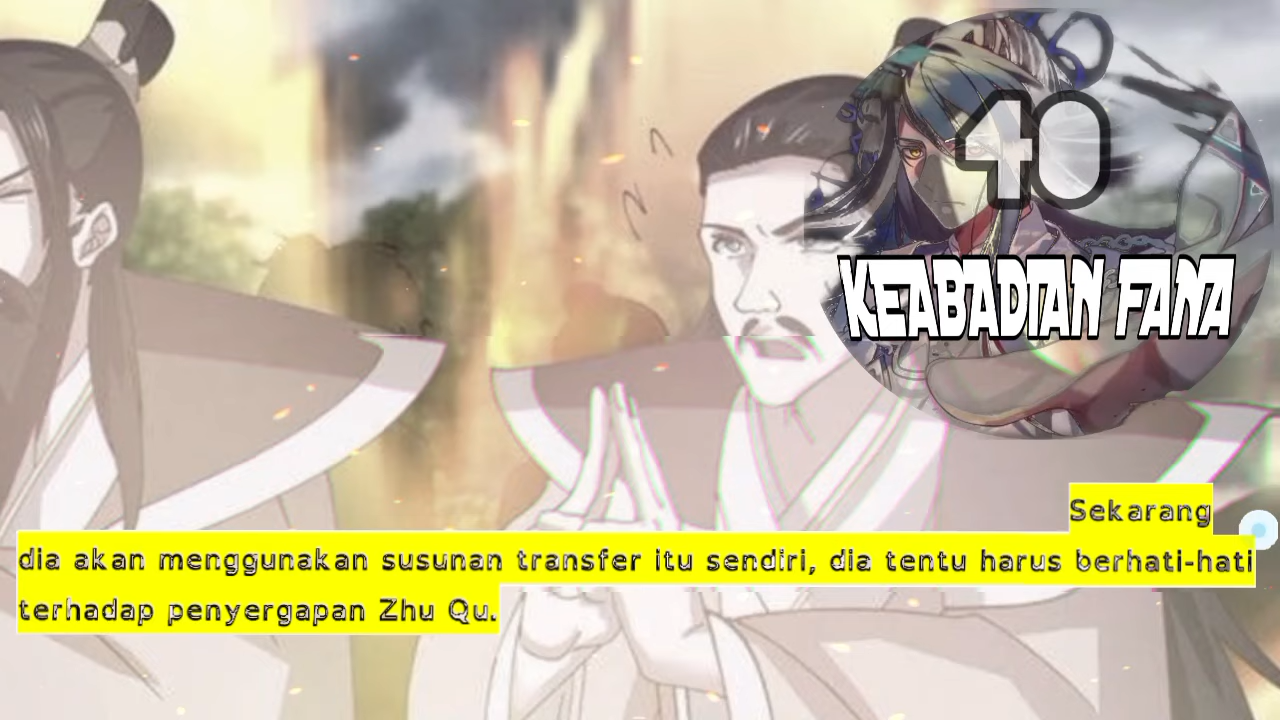 40
KEABADIAN FANA
Sekarang
dia akan menggunakan susunan transfer itu sendiri, dia tentu harus berhati-hati
terhadap penyergapan Zhu Qu.